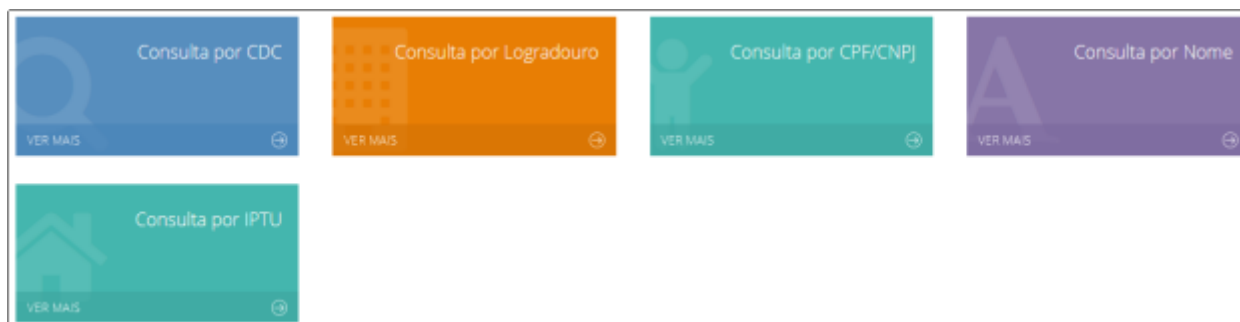 Consulta por CDC
VER MAIS
Consulta por Logradouro
VER MAIS
Consulta por CPF/CNPJ
VER MAIS
Consulta por Nome
VER MAIS
Consulta por IPTU
VER MAIS